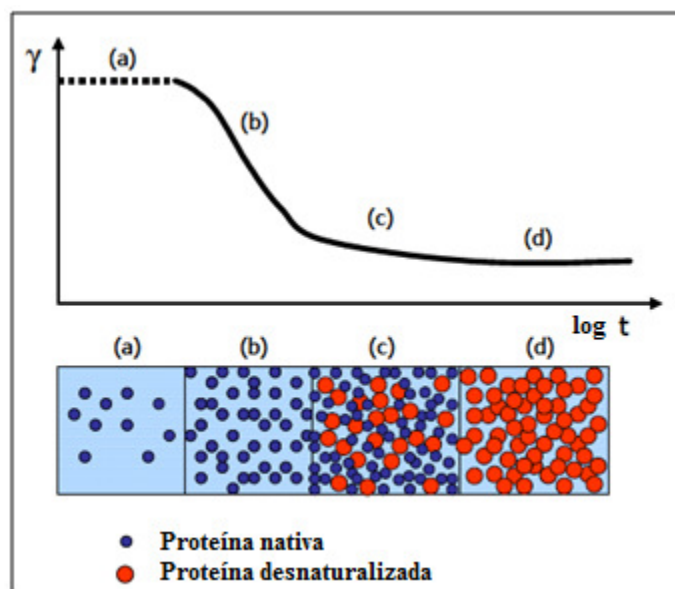 γ
(a)
(b)
(c)
(d)
log t
(a) (b) (c) (d)
Proteína nativa
Proteína desnaturalizada